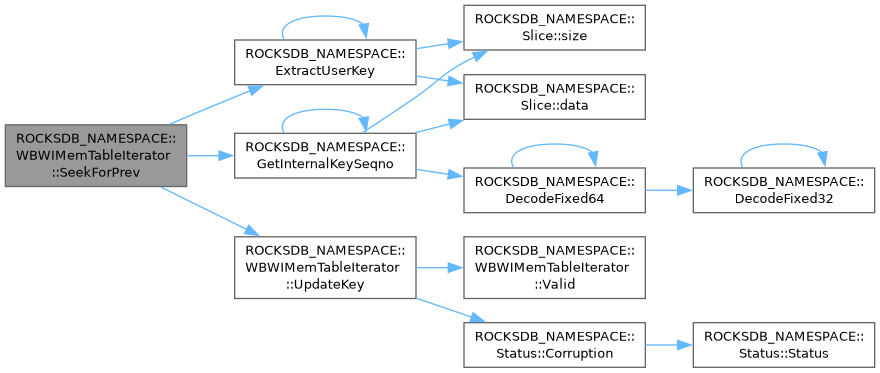 ROCKSDB_NAMESPACE::
WBWIMemTableIterator
::SeekForPrev
ROCKSDB_NAMESPACE::
ExtractUserKey
ROCKSDB_NAMESPACE::
GetInternalKeySeqno
ROCKSDB_NAMESPACE::
WBWIMemTableIterator
::UpdateKey
ROCKSDB_NAMESPACE::
Slice::size
ROCKSDB_NAMESPACE::
Slice::data
ROCKSDB_NAMESPACE::
DecodeFixed64
ROCKSDB_NAMESPACE::
WBWIMemTableIterator
::Valid
ROCKSDB_NAMESPACE::
Status::Corruption
ROCKSDB_NAMESPACE::
DecodeFixed32
ROCKSDB_NAMESPACE::
Status::Status